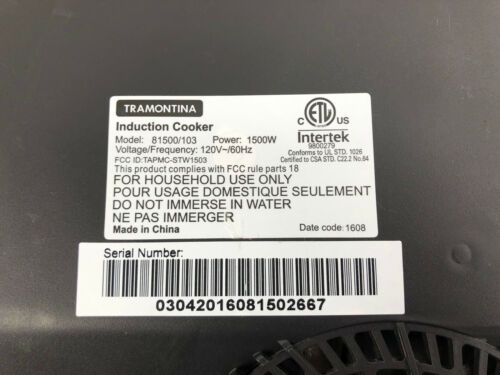 TRAMONTINA
Induction Cooker
Model: 81500/103 Power: 1500W
Voltage/Frequency: 120V~/60Hz
FCC ID:TAPMC-STW1503
This product complies with FCC rule parts 18
FOR HOUSEHOLD USE ONLY
POUR USAGE DOMESTIQUE SEULEMENT
DO NOT IMMERSE IN WATER
NE PAS IMMERGER
Made in China
Date code: 1608
C ETL US
Intertek
9800279
Conforms to UL STD. 1026
Certified to CSA STD. C22.2 No.64
Serial Number:
03042016081502667